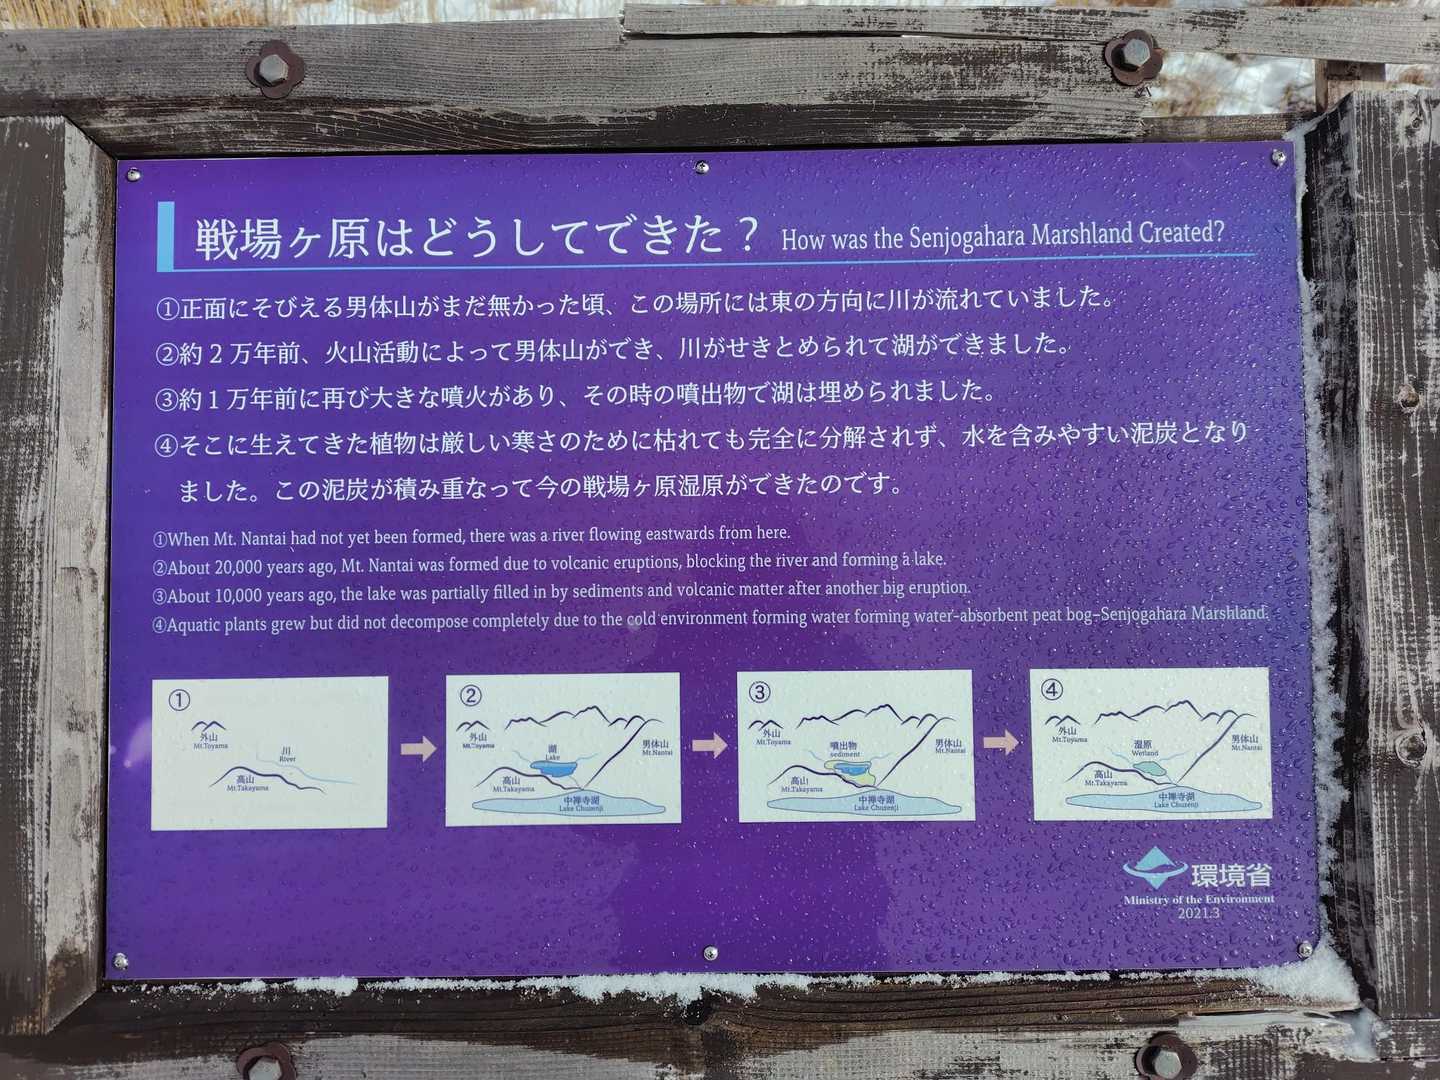 戦場ヶ原はどうしてできた？ How was the Senjogahara Marshland Created?
①正面にそびえる男体山がまだ無かった頃、この場所には東の方向に川が流れていました。
②約２万年前、火山活動によって男体山ができ、川がせきとめられて湖ができました。
③約１万年前に再び大きな噴火があり、その時の噴出物で湖は埋められました。
④そこに生えてきた植物は厳しい寒さのために枯れても完全に分解されず、水を含みやすい泥炭となり
ました。この泥炭が積み重なって今の戦場ヶ原湿原ができたのです。
①When Mt. Nantai had not yet been formed, there was a river flowing eastwards from here.
②About 20,000 years ago, Mt. Nantai was formed due to volcanic eruptions, blocking the river and forming a lake.
③About 10,000 years ago, the lake was partially filled in by sediments and volcanic matter after another big eruption.
④Aquatic plants grew but did not decompose completely due to the cold environment forming water forming water-absorbent peat bog–Senjogahara Marshland.
①
外山
Mt.Toyama
川
River
高山
Mt.Takayama
②
外山
Mt.Toyama
湖
Lake
男体山
Mt.Nantai
高山
Mt.Takayama
中禅寺湖
Lake Chuzenji
③
外山
Mt.Toyama
噴出物
sediment
男体山
Mt.Nantai
高山
Mt.Takayama
中禅寺湖
Lake Chuzenji
④
外山
Mt.Toyama
湿原
Wetland
男体山
Mt.Nantai
高山
Mt.Takayama
中禅寺湖
Lake Chuzenji
環境省
Ministry of the Environment
2021.3